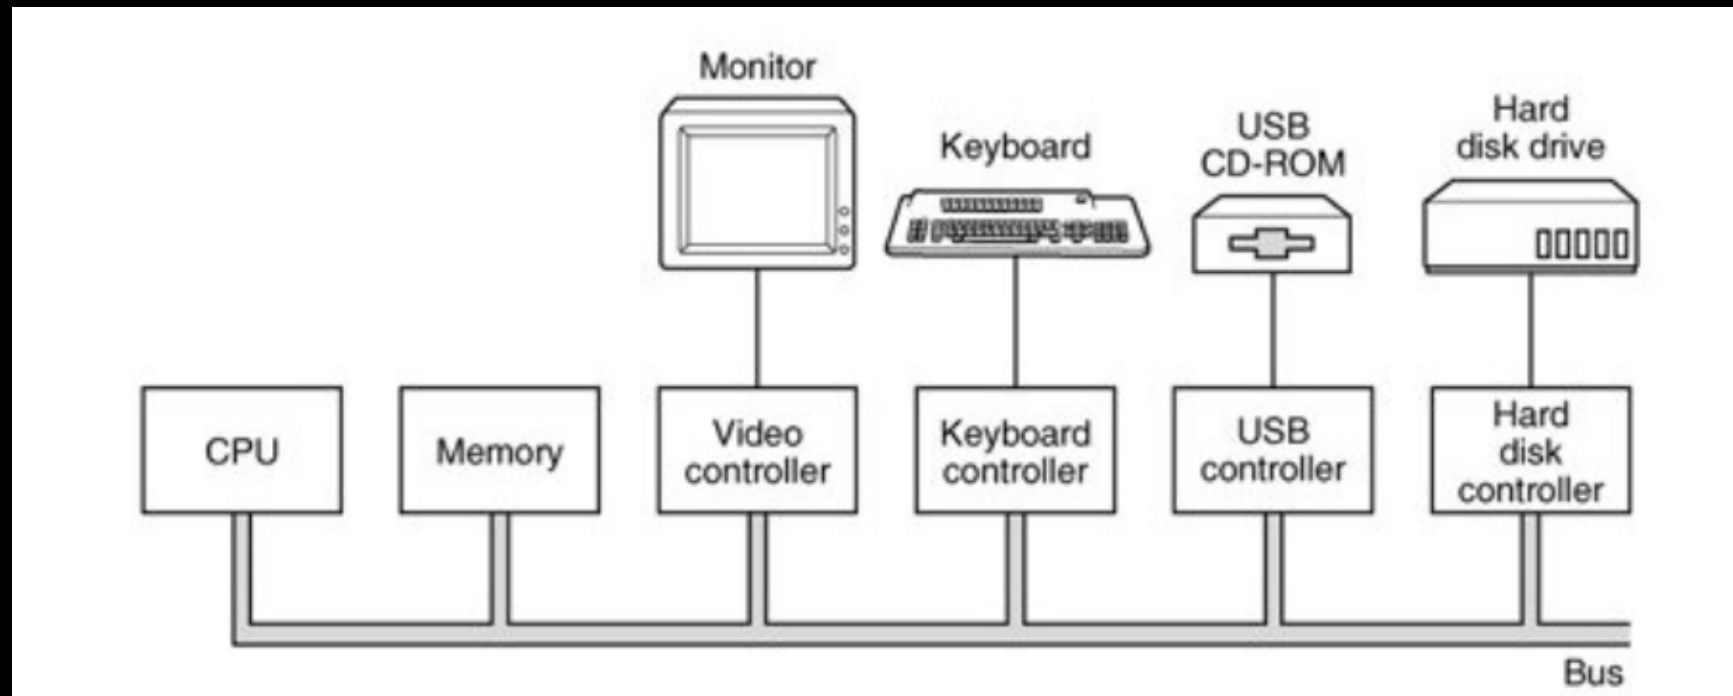 Monitor
Keyboard
USB
CD-ROM
Hard
disk drive
CPU
Memory
Video
controller
Keyboard
controller
USB
controller
Hard
disk
controller
Bus